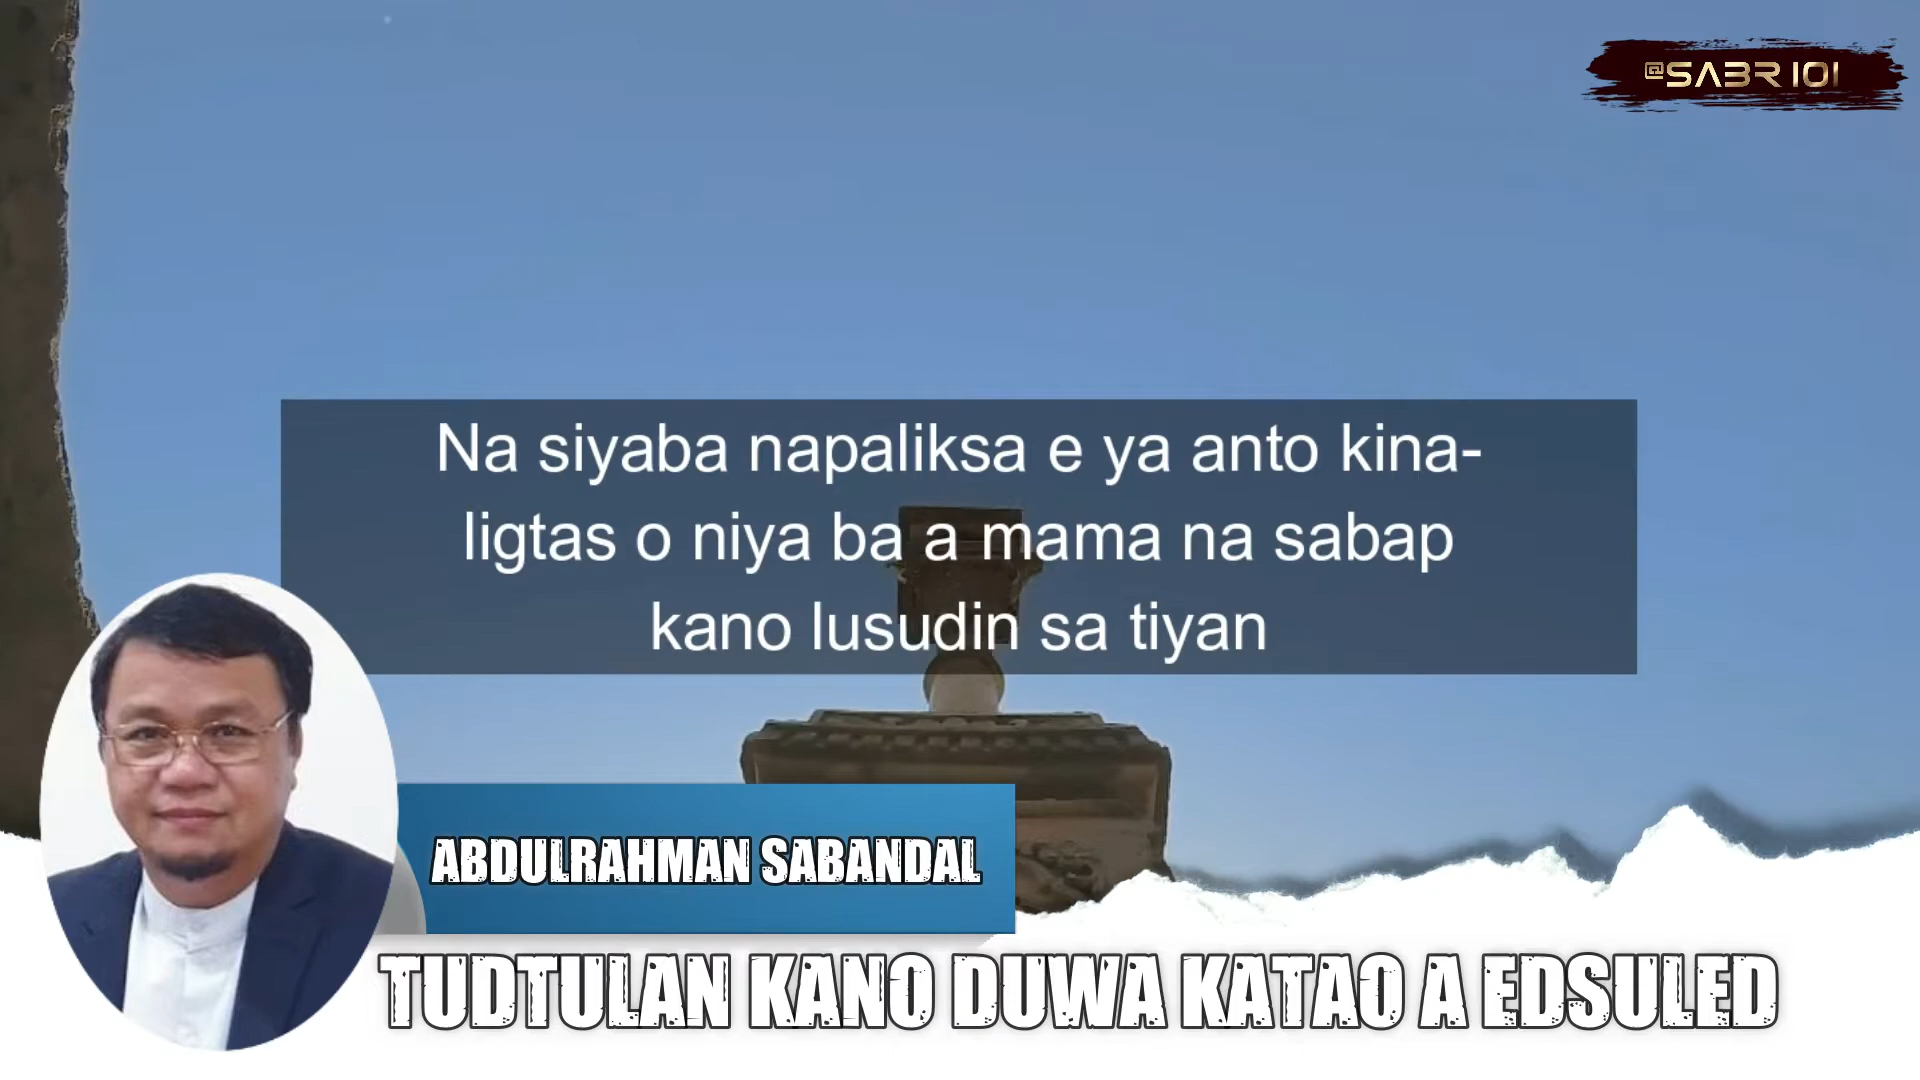 @SABR 101
Na siyaba napaliksa e ya anto kina-
ligtas o niya ba a mama na sabap
kano lusudin sa tiyan
ABDULRAHMAN SABANDAL
TUDTULAN KANO DUWA KATAO A EDSULED